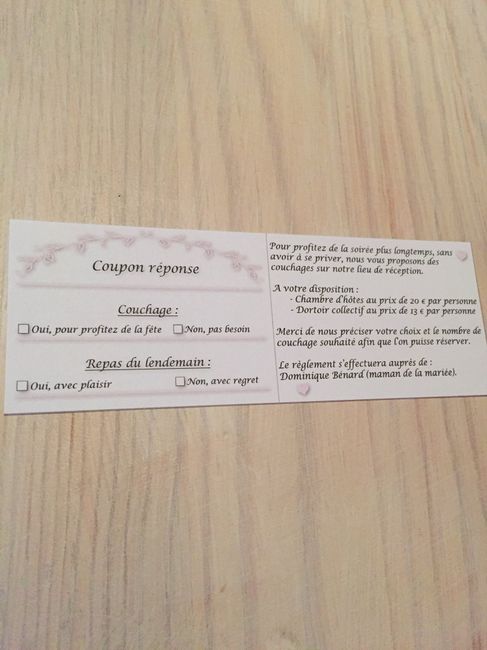 Coupon réponse
Couchage :
Oui, pour profitez de la fête Non, pas besoin
Repas du lendemain :
Oui, avec plaisir Non, avec regret
Pour profitez de la soirée plus longtemps, sans
avoir à se priver, nous vous proposons des
couchages sur notre lieu de réception.
A votre disposition :
- Chambre d'hôtes au prix de 20 € par personne
- Dortoir collectif au prix de 13 € par personne
Merci de nous préciser votre choix et le nombre de
couchage souhaité afin que l'on puisse réserver.
Le règlement s'effectuera auprès de :
Dominique Bénard (maman de la mariée).